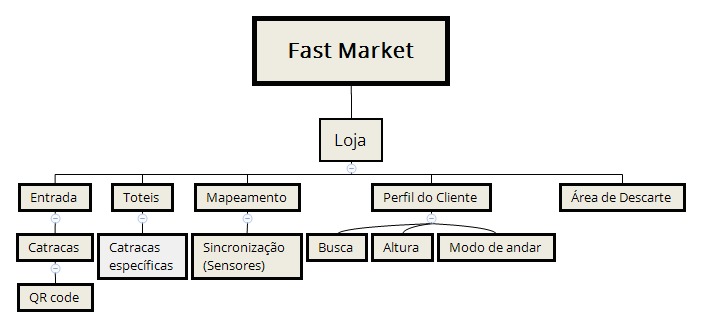 Fast Market
Loja
Entrada
Toteis
Mapeamento
Perfil do Cliente
Área de Descarte
Catracas
Catracas
específicas
Sincronização
(Sensores)
Busca
Altura
Modo de andar
QR code